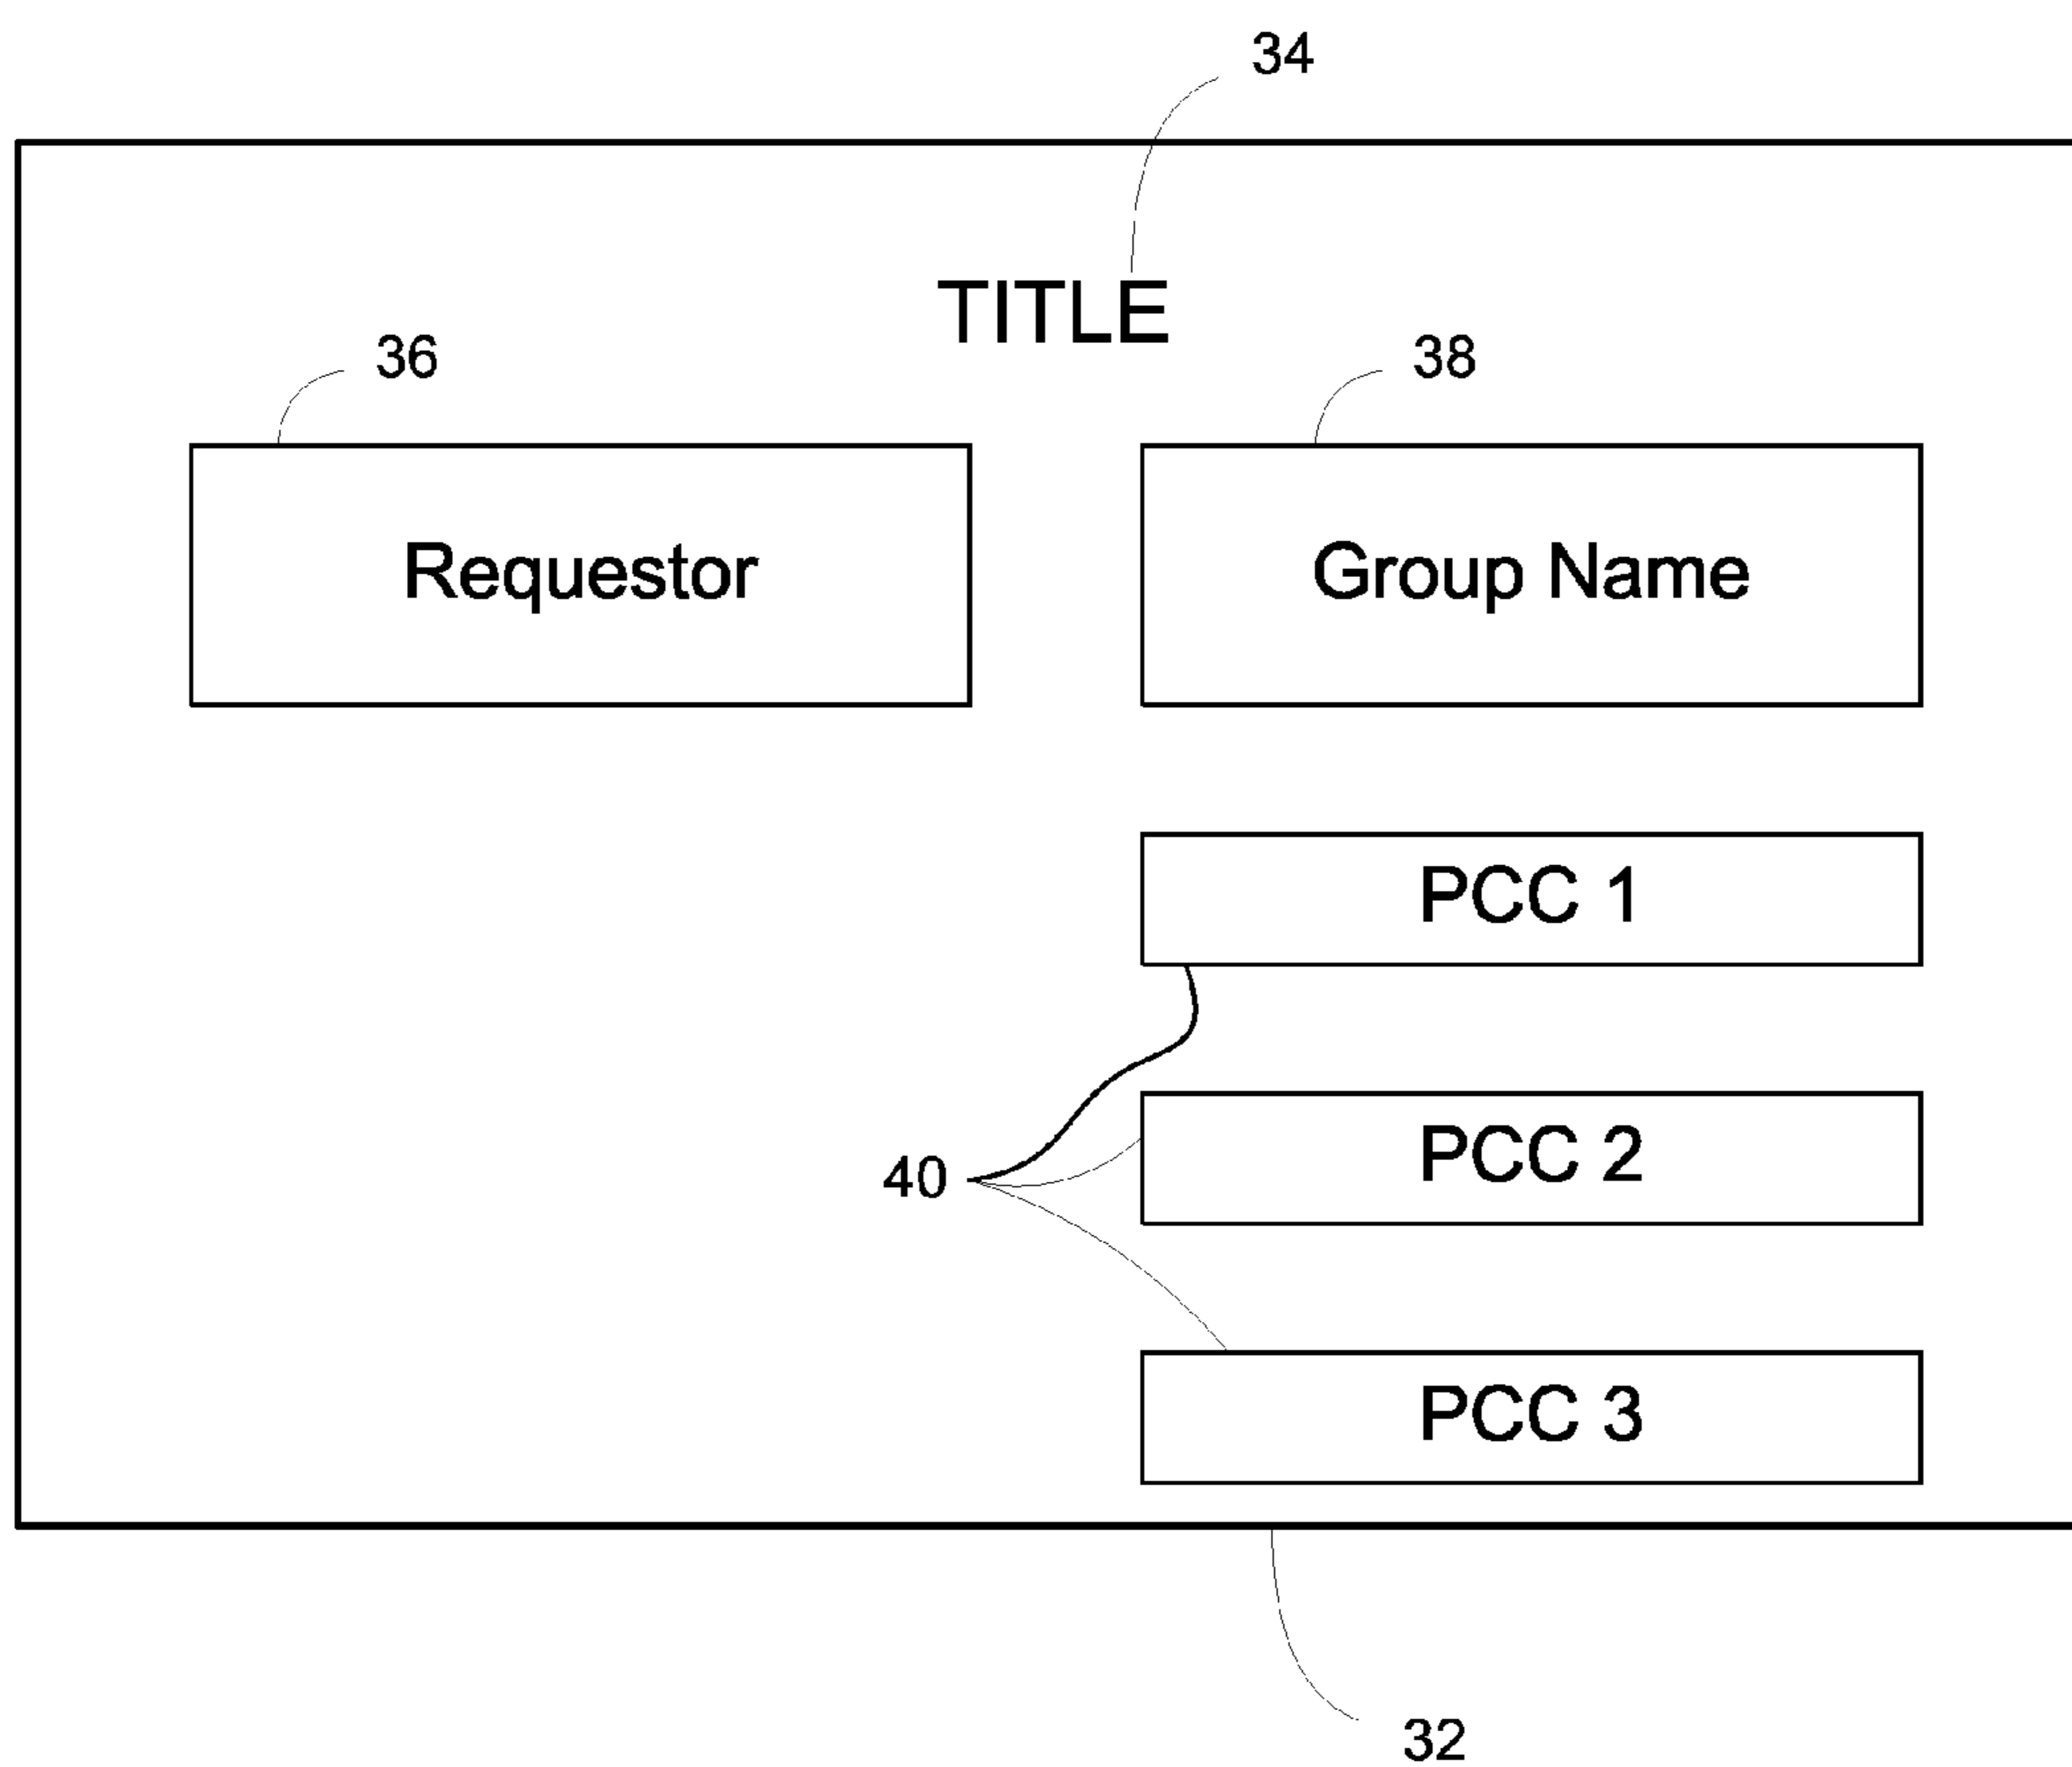 34
TITLE
36
38
Requestor
Group Name
PCC 1
40
PCC 2
PCC 3
32